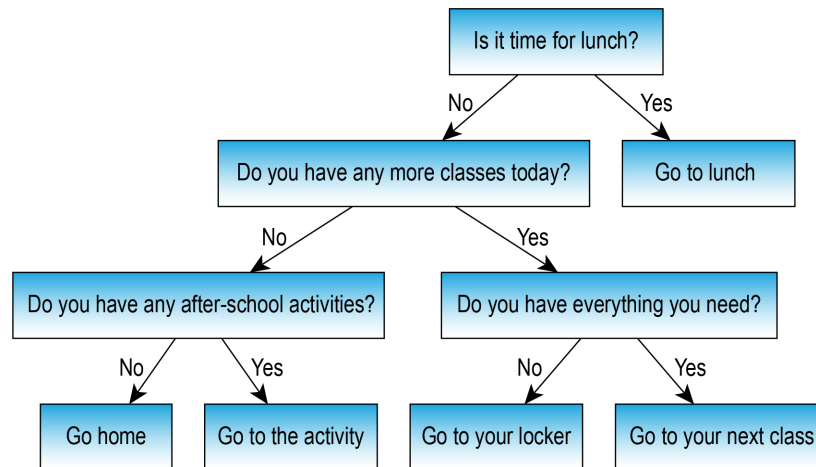 Is it time for lunch?
No
Yes
Do you have any more classes today?
Go to lunch
No
Yes
Do you have any after-school activities?
Do you have everything you need?
No
Yes
No
Yes
Go home
Go to the activity
Go to your locker
Go to your next class